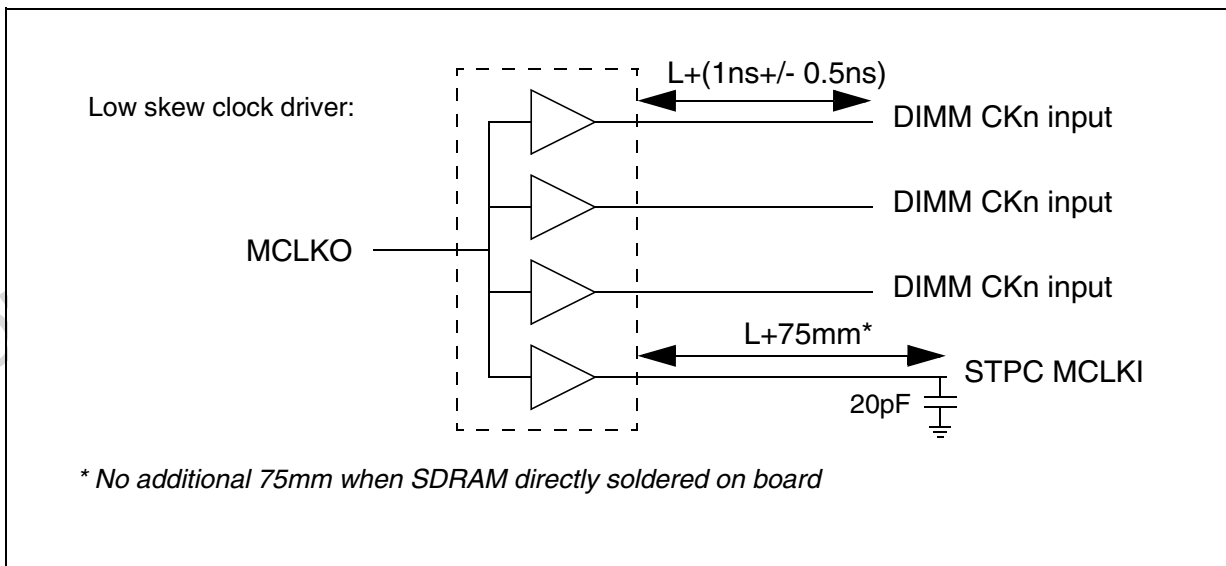 L+(1ns+/- 0.5ns)
Low skew clock driver:
DIMM CKn input
DIMM CKn input
MCLKO
DIMM CKn input
L+75mm*
STPC MCLKI
20pF
* No additional 75mm when SDRAM directly soldered on board